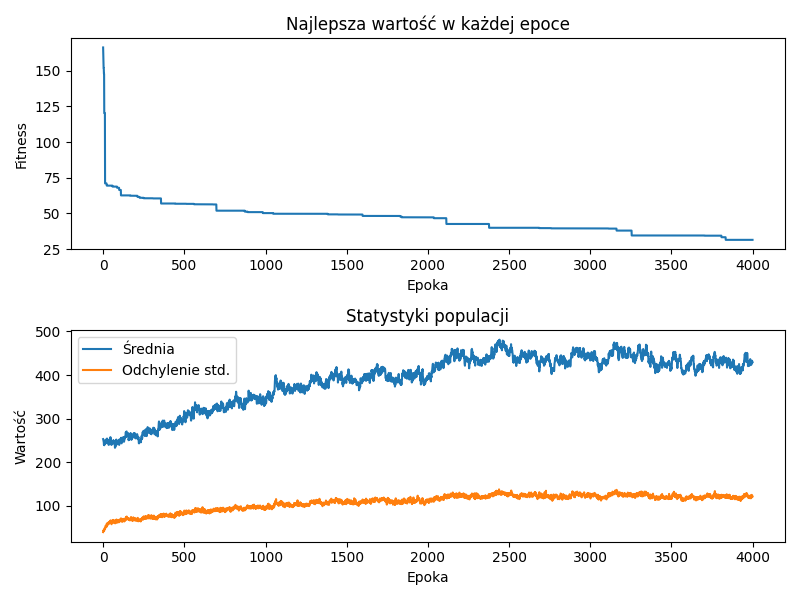 Najlepsza wartość w każdej epoce
Fitness
150
125
100
75
50
25
0 500 1000 1500 2000 2500 3000 3500 4000
Epoka
Statystyki populacji
Wartość
500
400
300
200
100
Średnia
Odchylenie std.
0 500 1000 1500 2000 2500 3000 3500 4000
Epoka